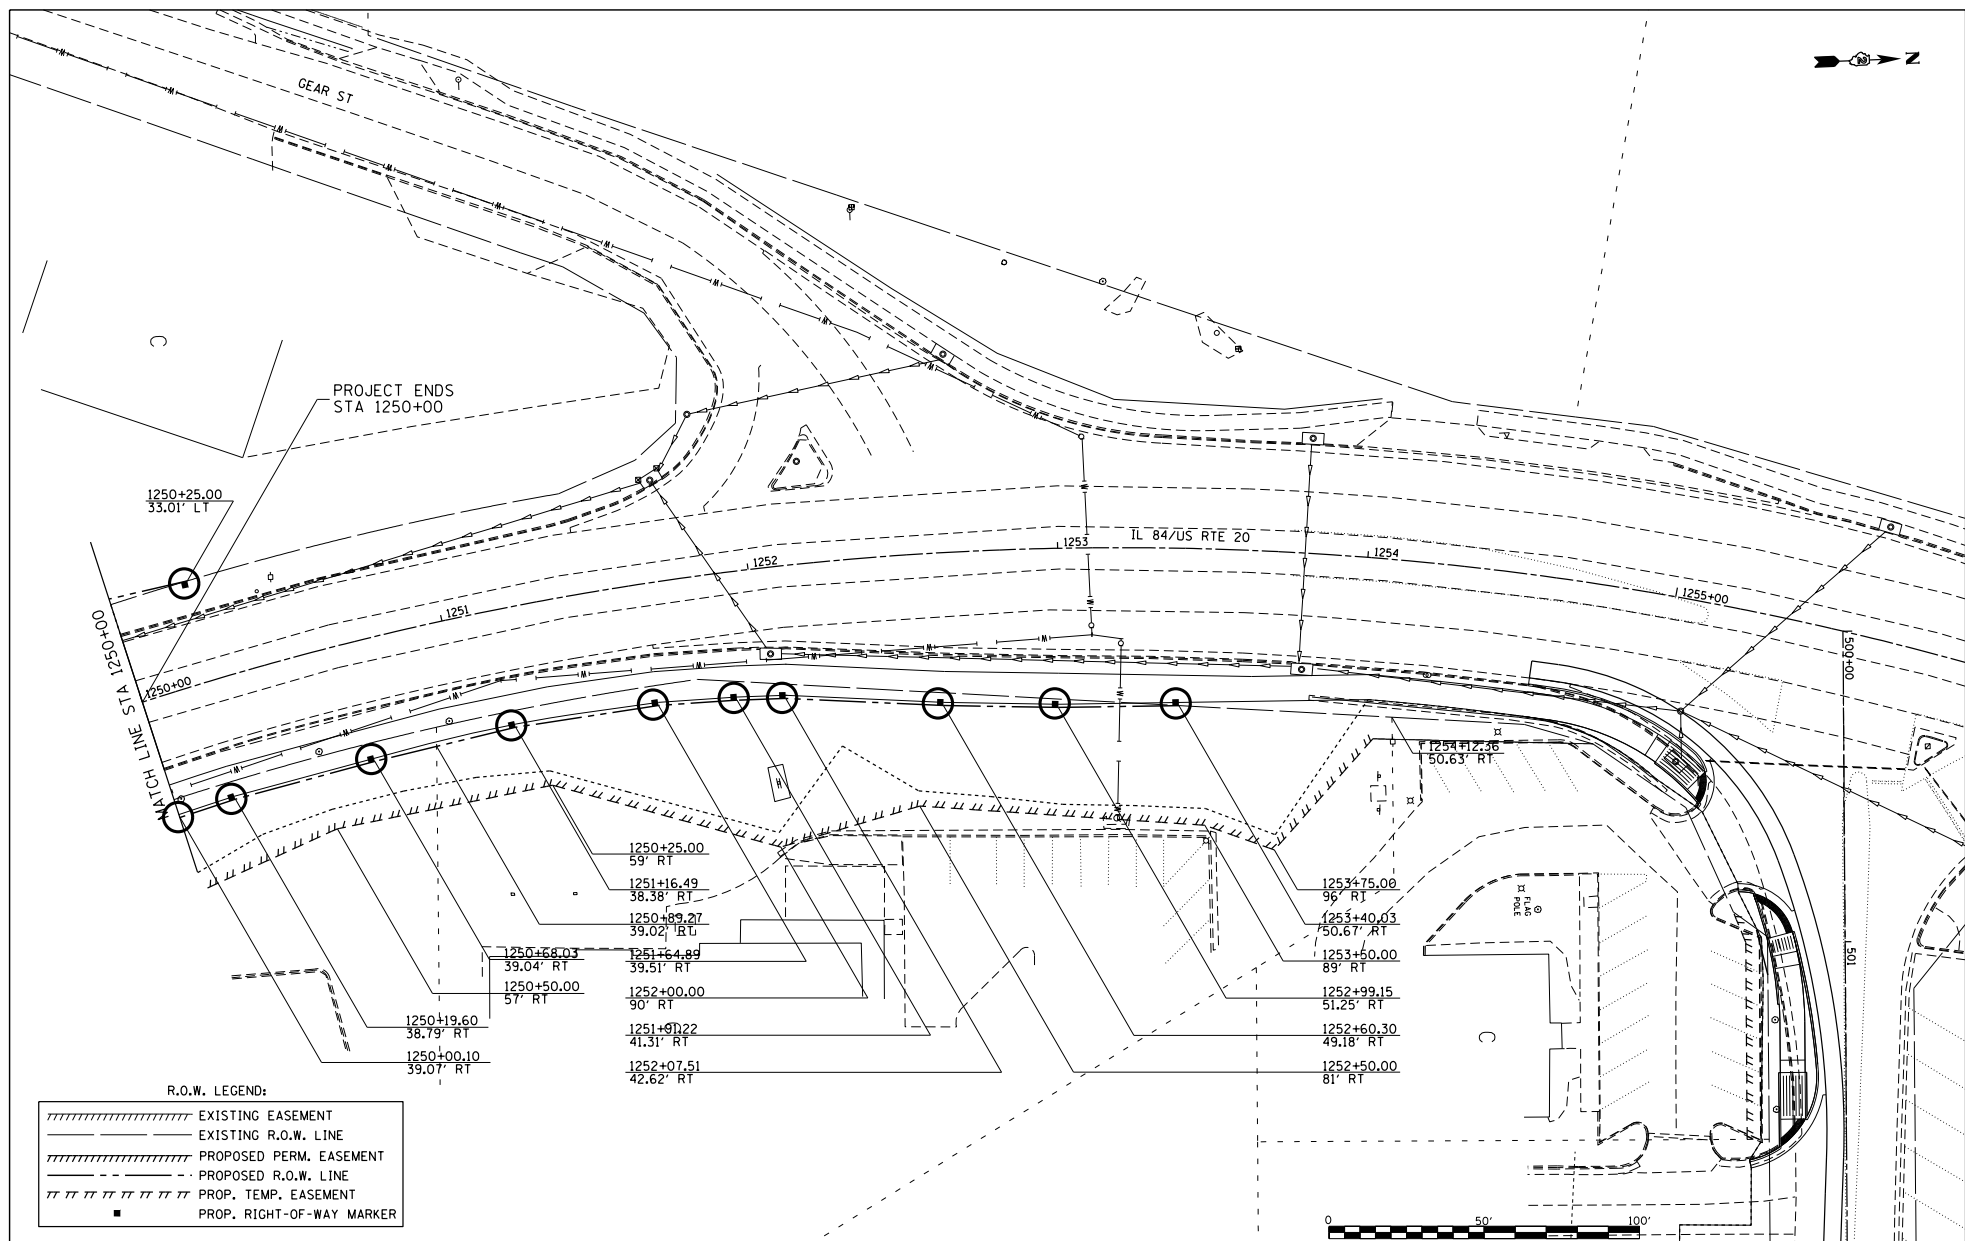 GEAR ST
N
PROJECT ENDS
STA 1250+00
1250+25.00
33.01' LT
MATCH LINE STA 1250+00
1250+00
1251
1252
1253
IL 84/US RTE 20
1254
1255+00
500+00
501
1254+12.36
50.63' RT
1250+25.00
59' RT
1251+16.49
38.38' RT
1250+89.27
39.02' RT
1251+64.89
39.51' RT
1252+00.00
90' RT
1251+91.22
41.31' RT
1252+07.51
42.62' RT
1250+68.03
39.04' RT
1250+50.00
57' RT
1250+19.60
38.79' RT
1250+00.10
39.07' RT
1253+75.00
96' RT
1253+40.03
50.67' RT
1253+60.00
89' RT
1252+99.15
51.25' RT
1252+60.30
49.18' RT
1252+50.00
81' RT
FLAG
POLE
C
C
H
R.O.W. LEGEND:
EXISTING EASEMENT
EXISTING R.O.W. LINE
PROPOSED PERM. EASEMENT
PROPOSED R.O.W. LINE
PROP. TEMP. EASEMENT
PROP. RIGHT-OF-WAY MARKER
0 50' 100'